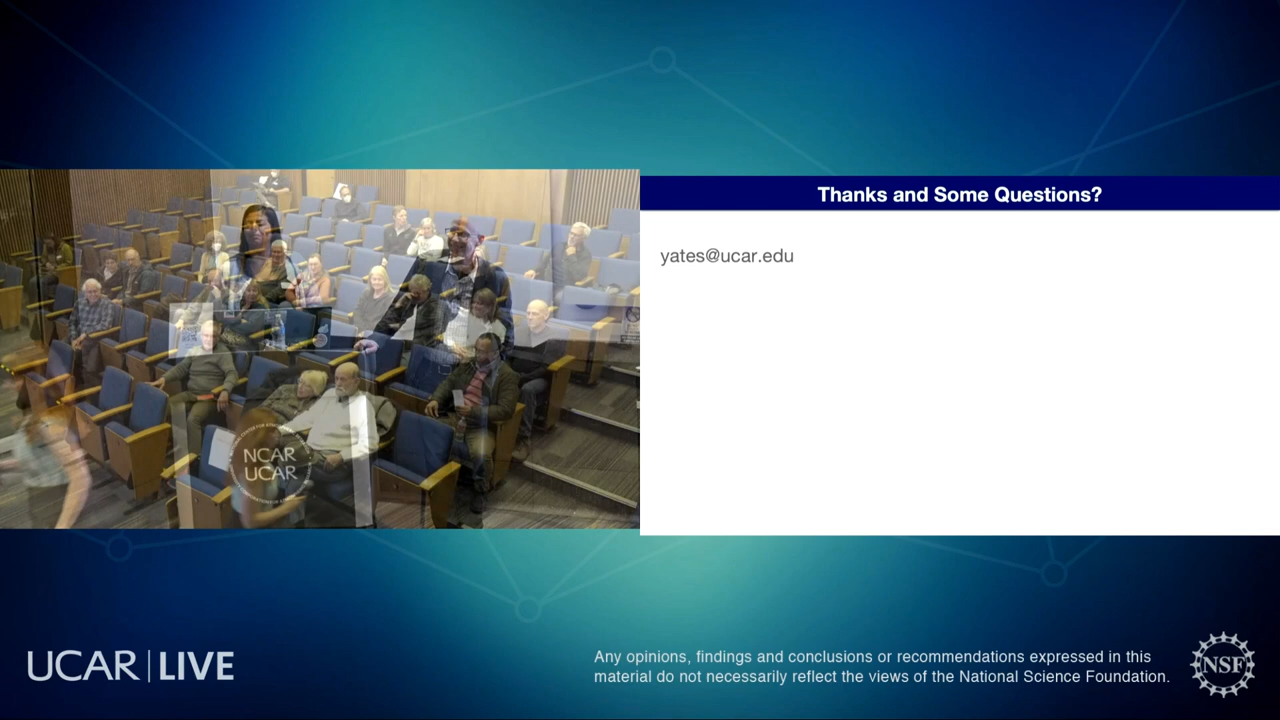 Thanks and Some Questions?
yates@ucar.edu
NCAR
UCAR
UCAR | LIVE
Any opinions, findings and conclusions or recommendations expressed in this
material do not necessarily reflect the views of the National Science Foundation.
NSF